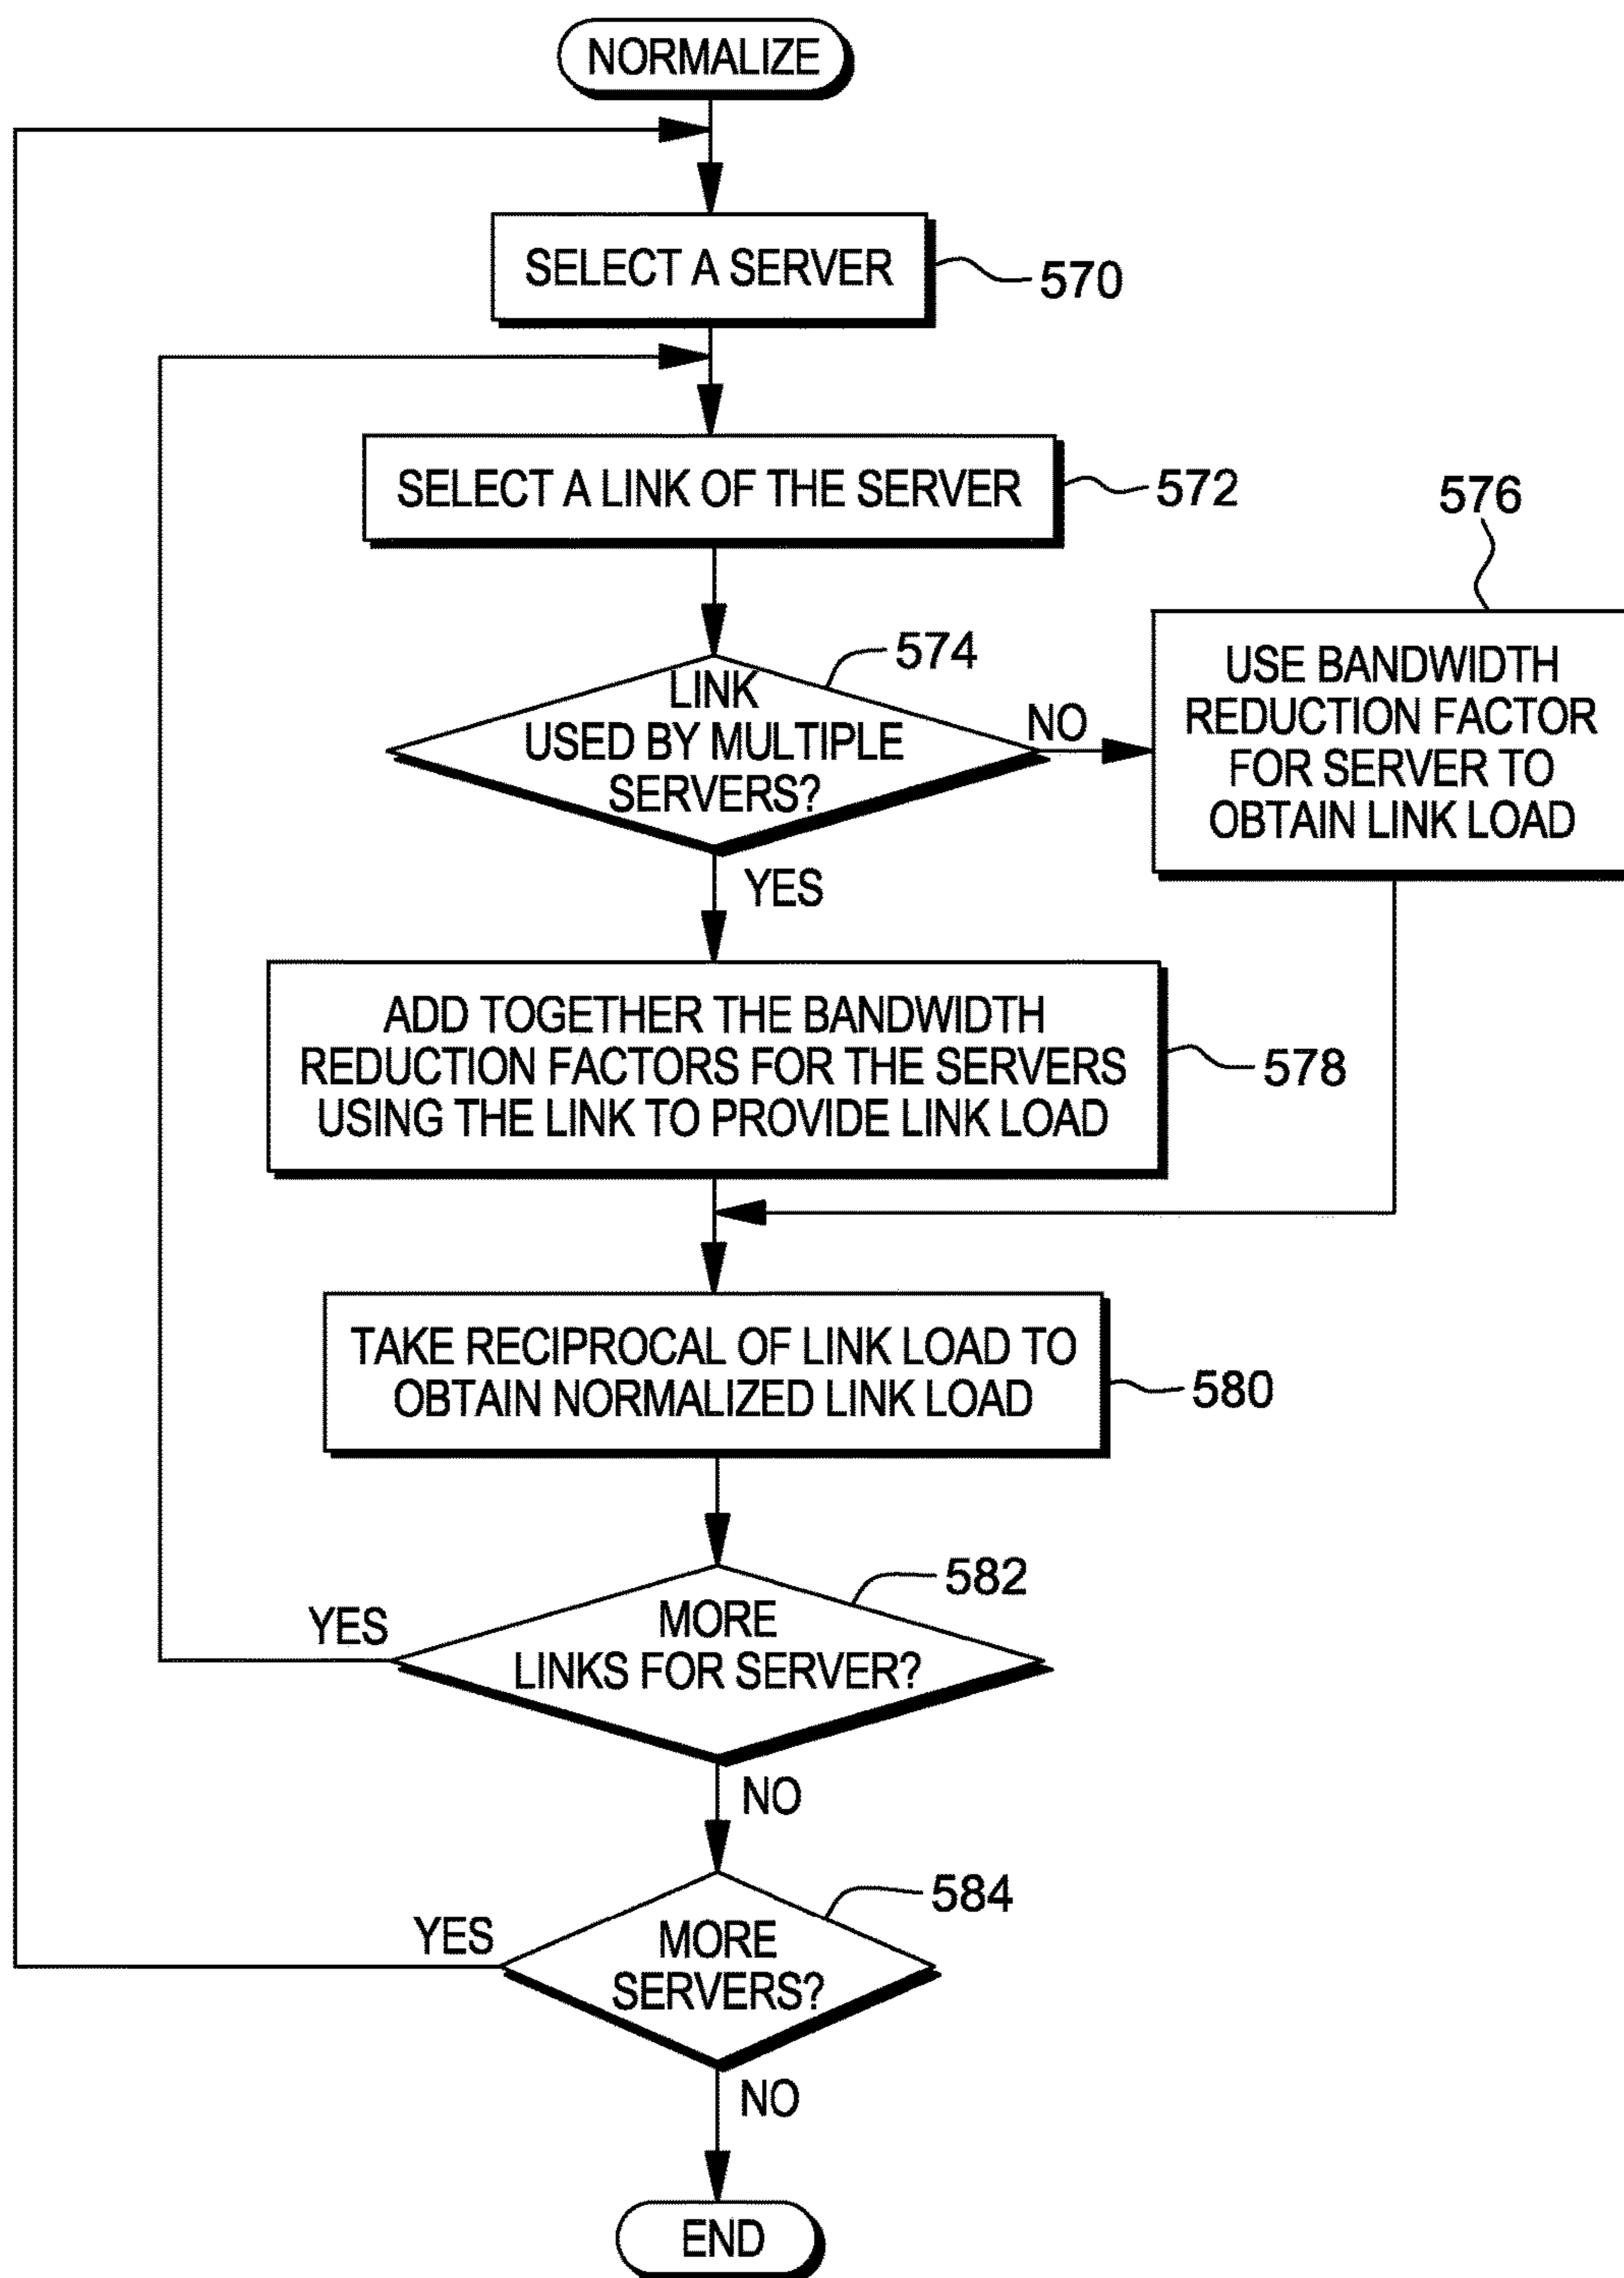 NORMALIZE
SELECT A SERVER
570
SELECT A LINK OF THE SERVER
572
576
574
LINK
USED BY MULTIPLE
SERVERS?
NO
USE BANDWIDTH
REDUCTION FACTOR
FOR SERVER TO
OBTAIN LINK LOAD
YES
ADD TOGETHER THE BANDWIDTH
REDUCTION FACTORS FOR THE SERVERS
USING THE LINK TO PROVIDE LINK LOAD
578
TAKE RECIPROCAL OF LINK LOAD TO
OBTAIN NORMALIZED LINK LOAD
580
582
YES
MORE
LINKS FOR SERVER?
NO
584
YES
MORE
SERVERS?
NO
END